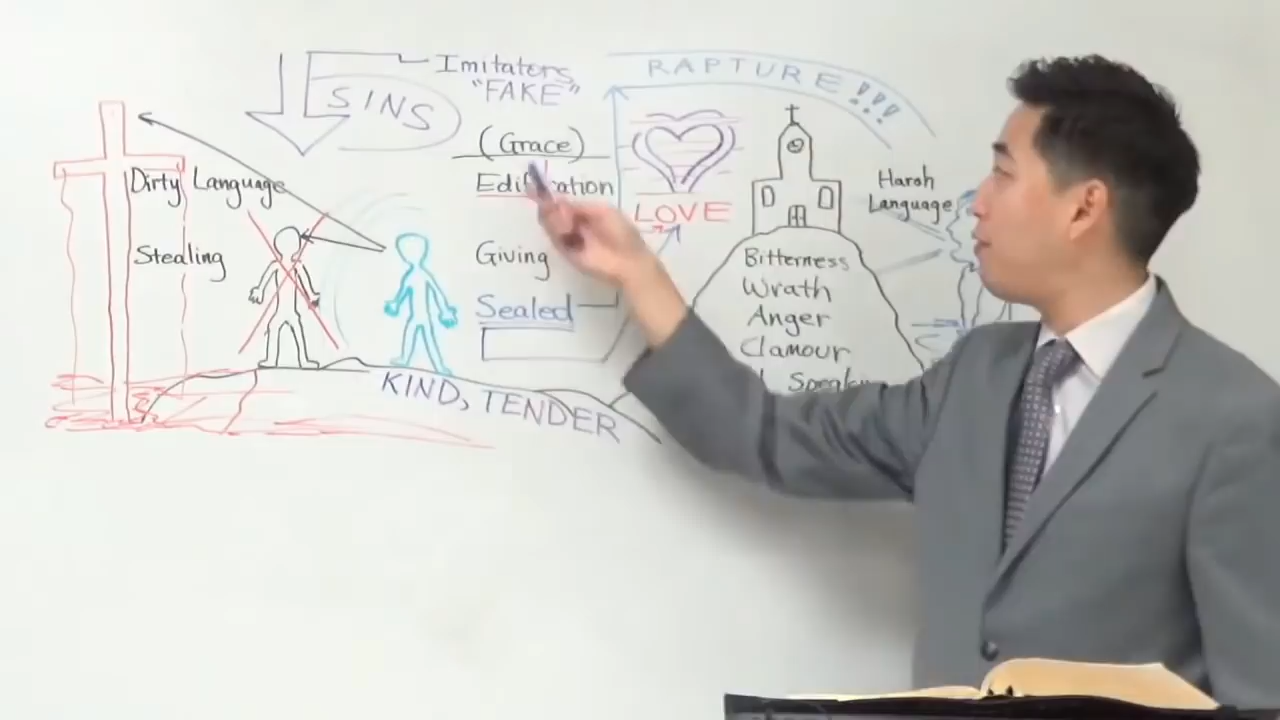 Imitators
"FAKE"
SINS
(Grace)
Edification
Dirty Language
Stealing
Giving
Sealed
KIND, TENDER
RAPTURE!!!
LOVE
Harsh
Language
Bitterness
Wrath
Anger
Clamour